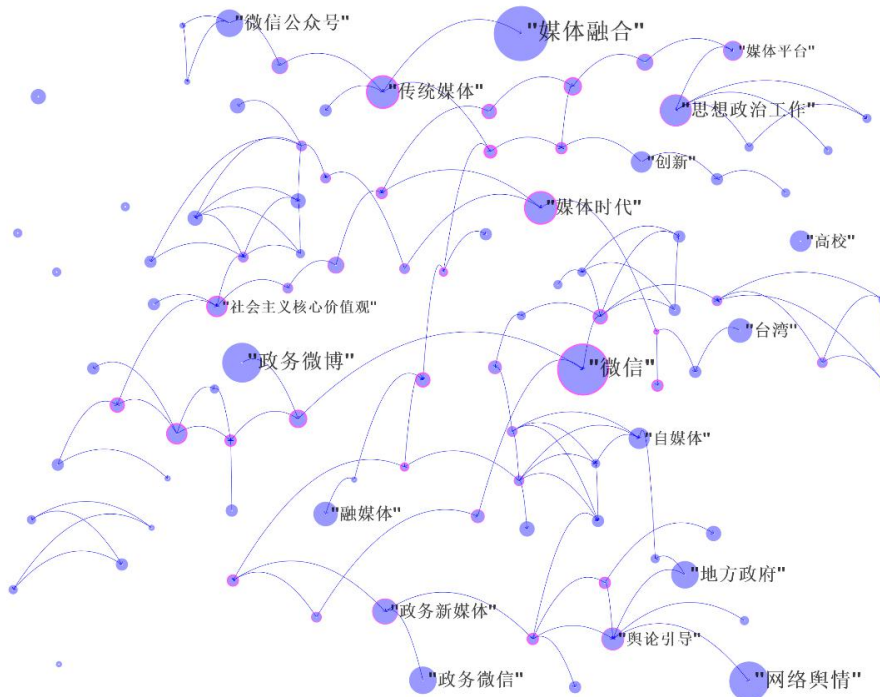 "微信公众号"
"媒体融合"
"媒体平台"
"传统媒体"
"思想政治工作"
"创新"
"媒体时代"
"高校"
"社会主义核心价值观"
"台湾"
"政务微博"
"微信"
"自媒体"
"融媒体"
"地方政府"
"政务新媒体"
"舆论引导"
"政务微信"
"网络舆情"